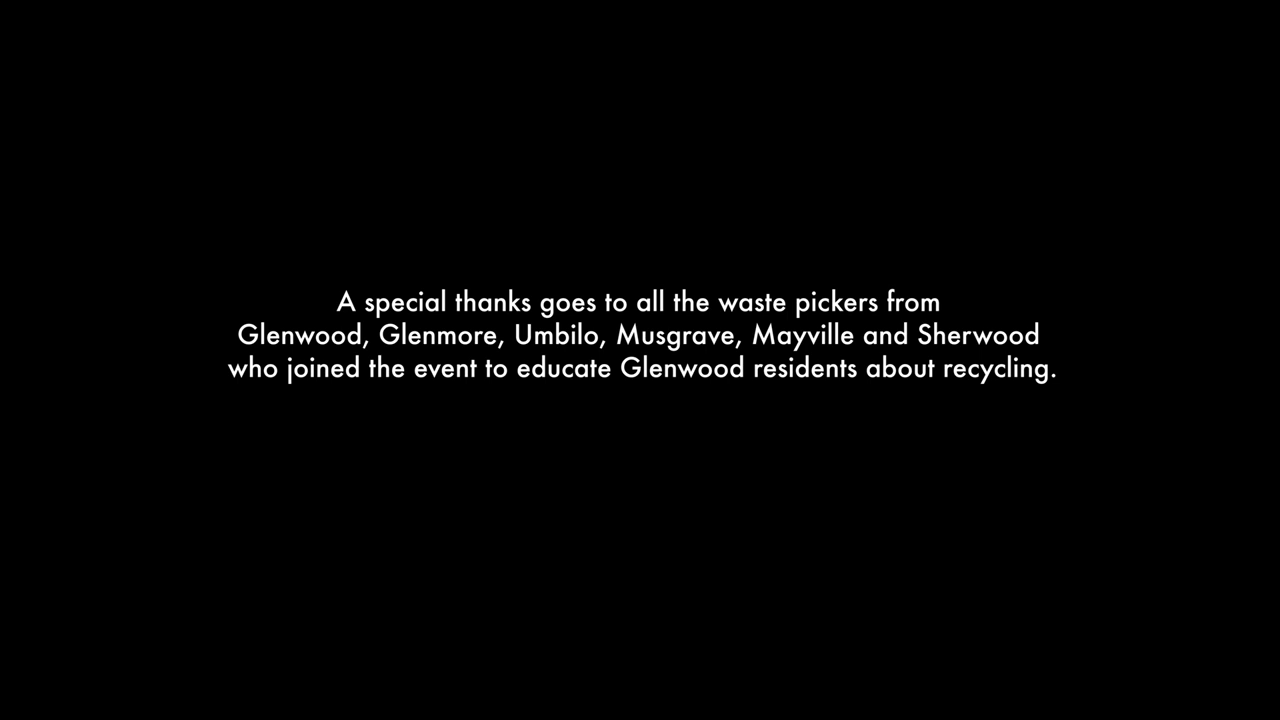 A special thanks goes to all the waste pickers from
Glenwood, Glenmore, Umbilo, Musgrave, Mayville and Sherwood
who joined the event to educate Glenwood residents about recycling.